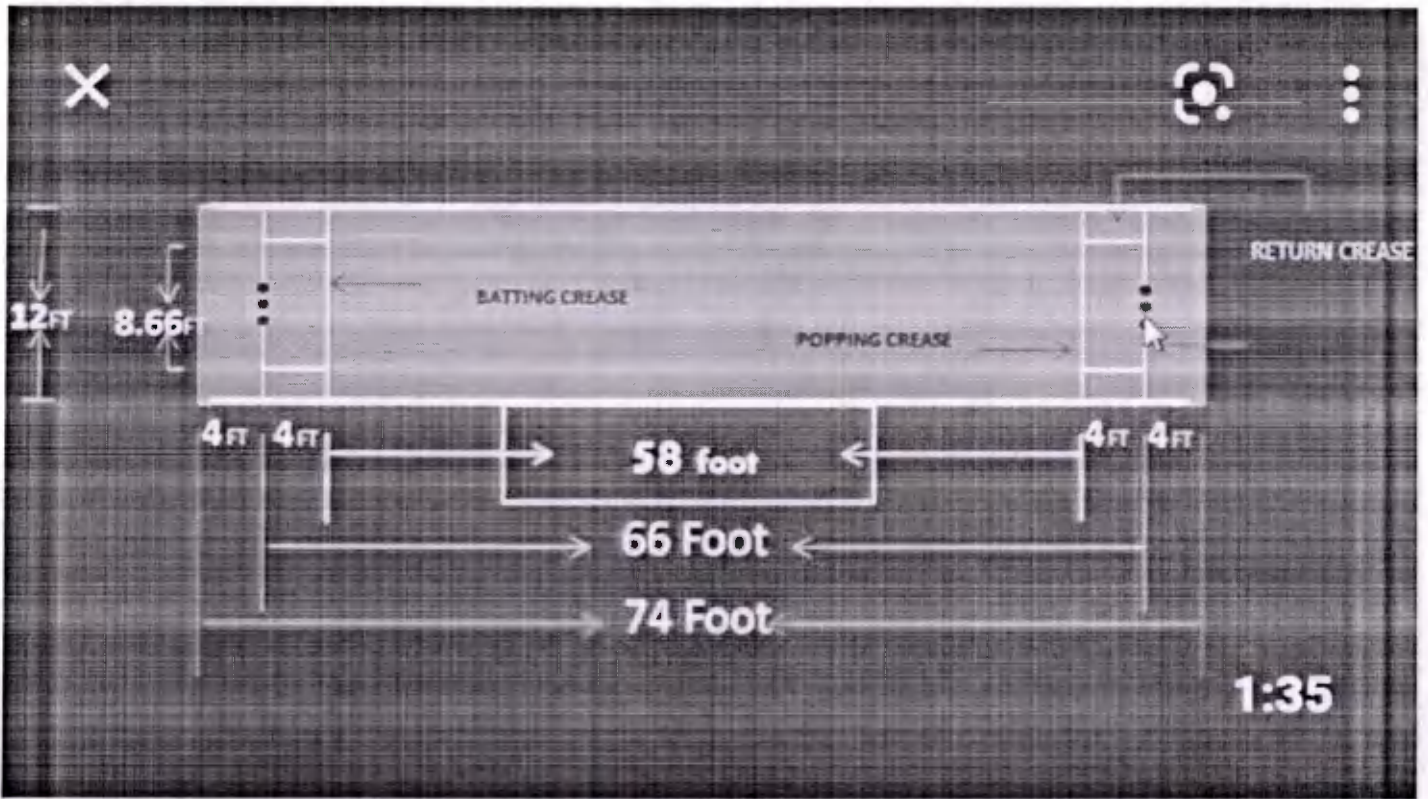 RETURN CREASE
BATTING CREASE
12FT
8.66F
POPPING CREASE
4FT 4FT
4FT 4FT
58 foot
66 Foot
74 Foot
1:35